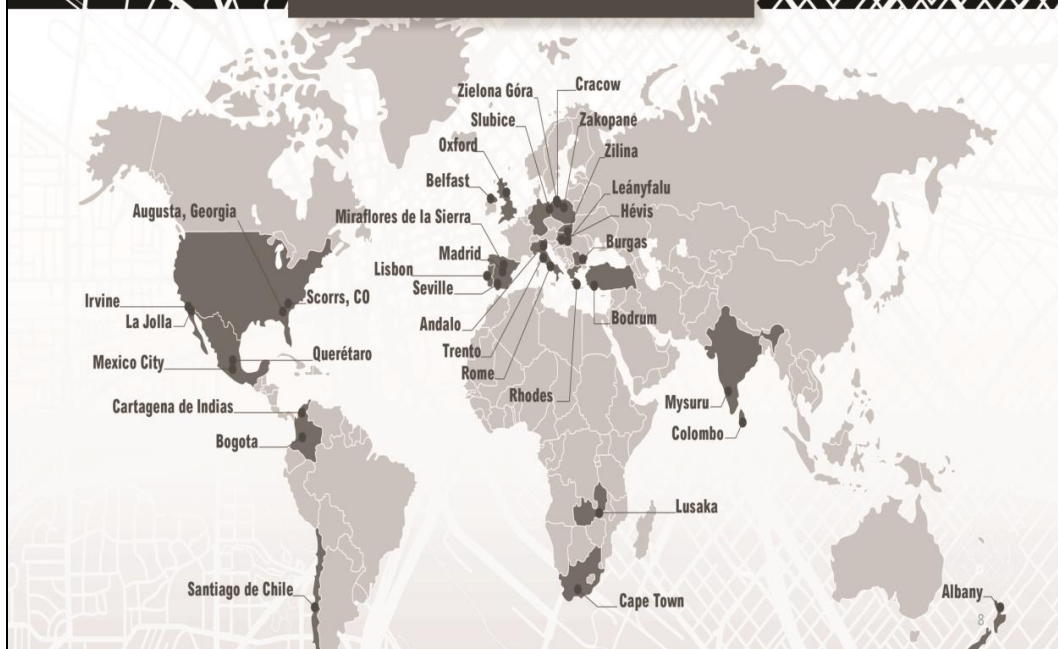 Zielona Góra
Cracow
Slubice
Zakopane
Oxford
Zilina
Belfast
Leányfalu
Augusta, Georgia
Miraflores de la Sierra
Hévis
Madrid
Burgas
Lisbon
Seville
Irvine
Scorrs, CO
La Jolla
Andalo
Bodrum
Mexico City
Querétaro
Trento
Rome
Rhodes
Mysuru
Cartagena de Indias
Colombo
Bogota
Lusaka
Santiago de Chile
Cape Town
Albany
8